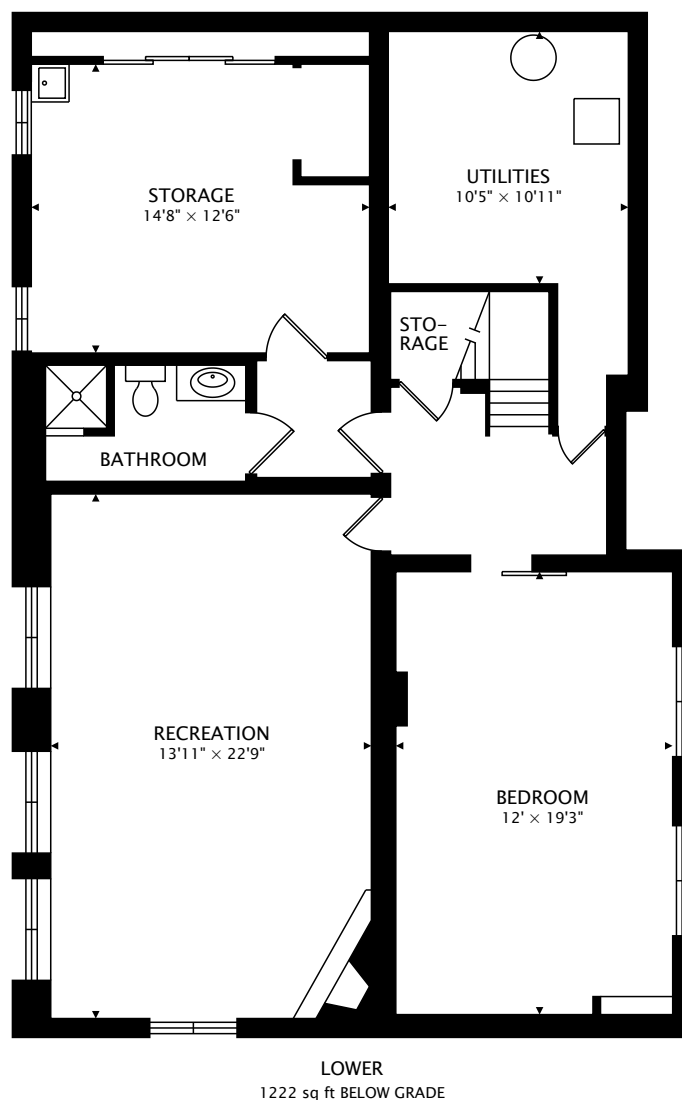 STORAGE
14'8" × 12'6"
UTILITIES
10'5" × 10'11"
STO-
RAGE
BATHROOM
RECREATION
13'11" × 22'9"
BEDROOM
12' × 19'3"
LOWER
1222 sq ft BELOW GRADE